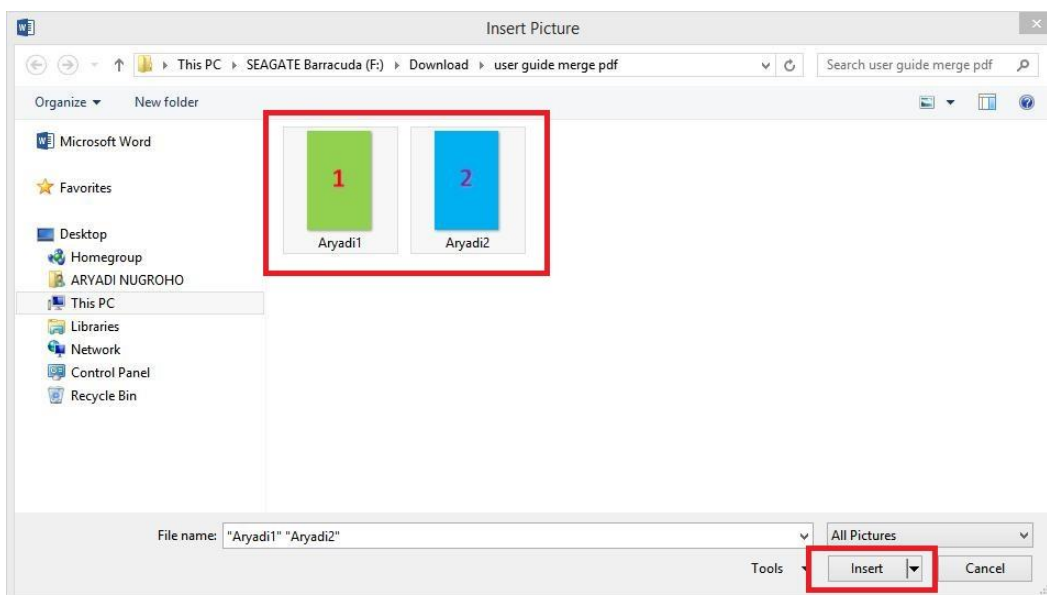 Insert Picture
This PC SEAGATE Barracuda (F:) Download user guide merge pdf
Search user guide merge pdf
Organize New folder
Microsoft Word
Favorites
Desktop
Homegroup
ARYADI NUGROHO
This PC
Libraries
Network
Control Panel
Recycle Bin
1 2
Aryadi1 Aryadi2
File name: "Aryadi1" "Aryadi2" All Pictures
Tools Insert Cancel